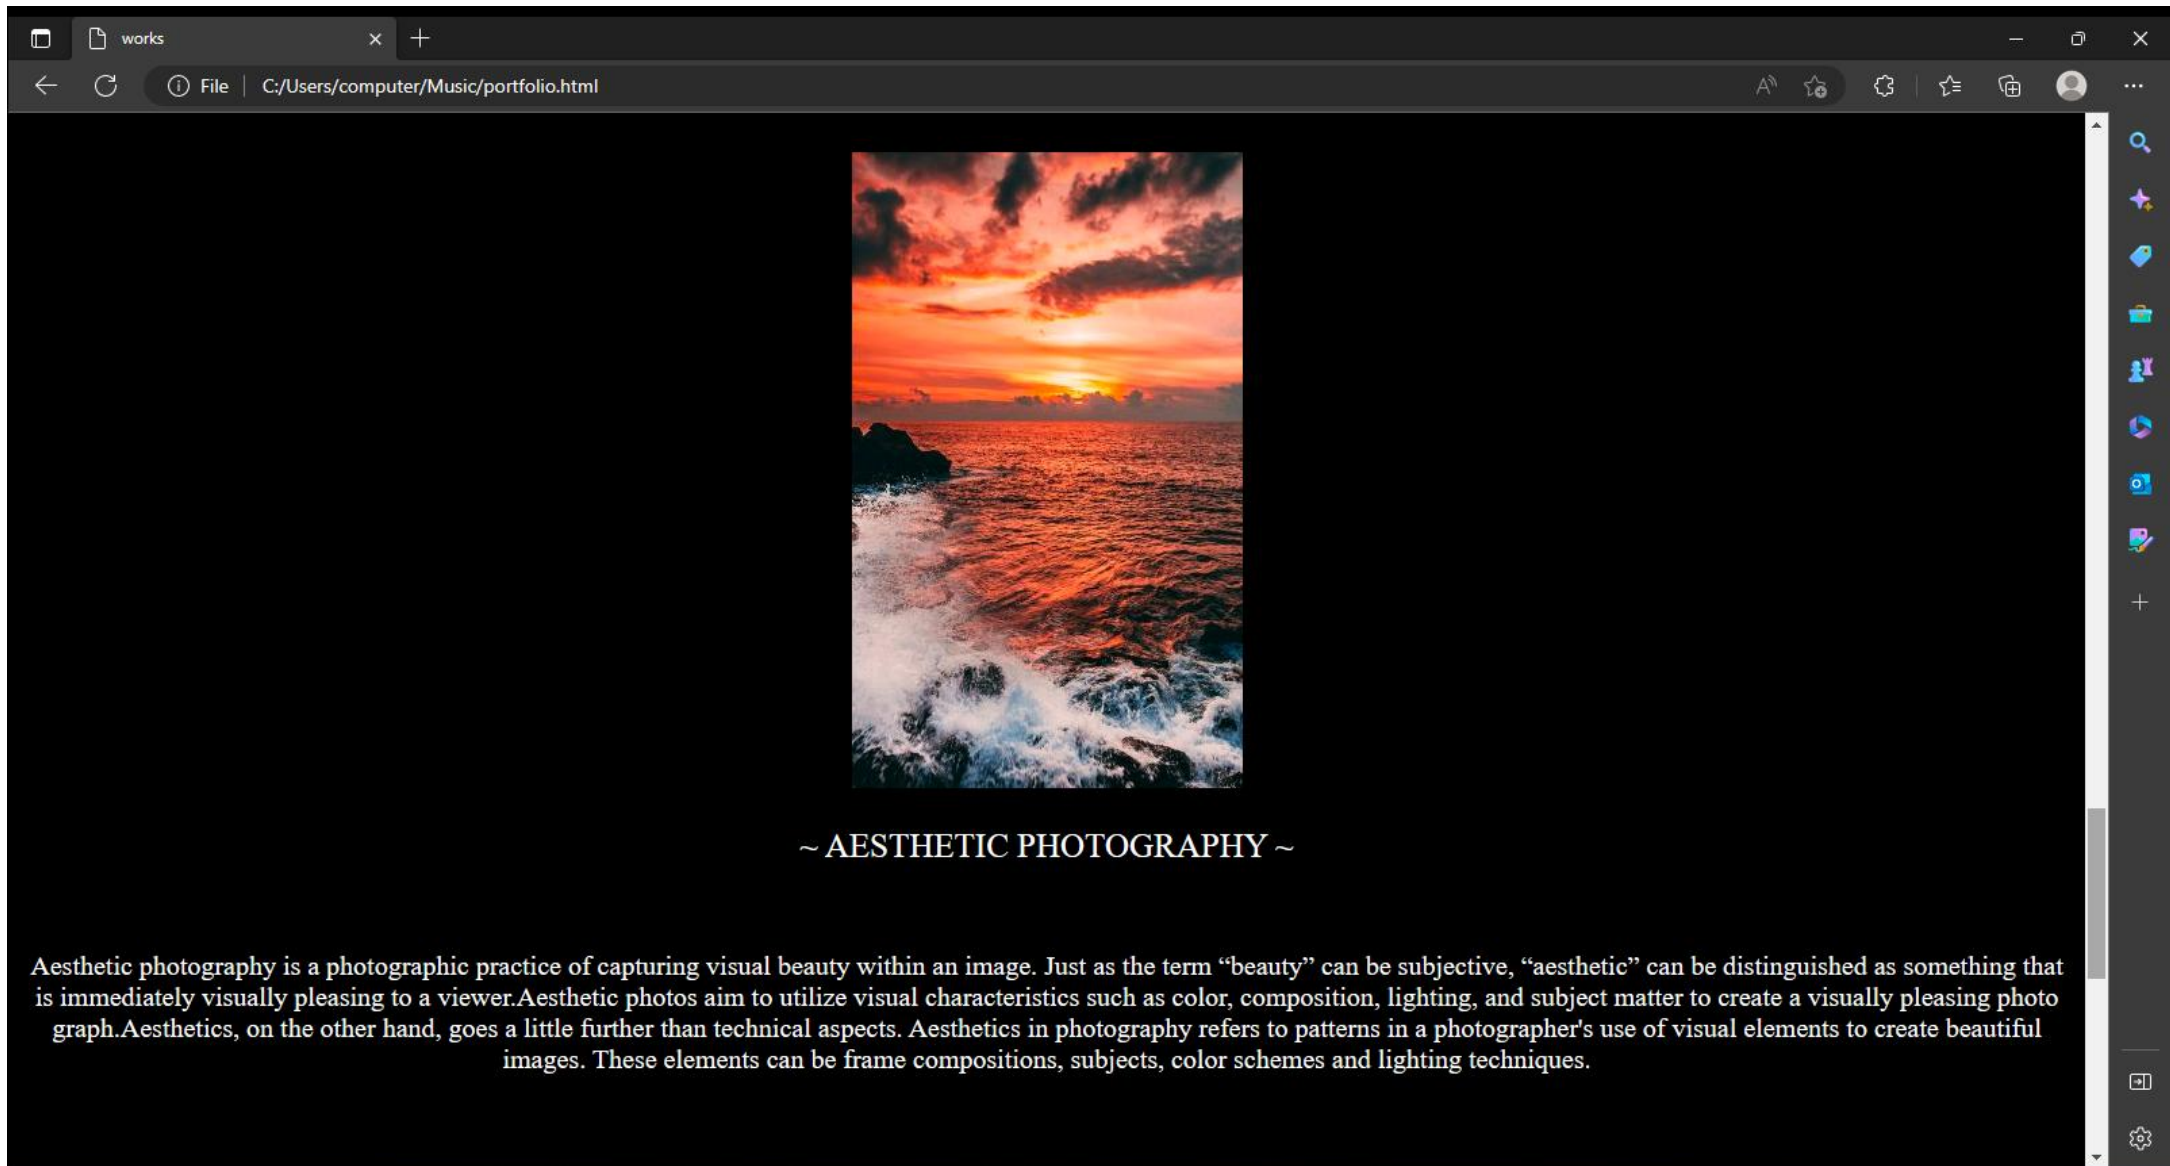 works
File
C:/Users/computer/Music/portfolio.html
~ AESTHETIC PHOTOGRAPHY ~
Aesthetic photography is a photographic practice of capturing visual beauty within an image. Just as the term “beauty” can be subjective, “aesthetic” can be distinguished as something that
is immediately visually pleasing to a viewer.Aesthetic photos aim to utilize visual characteristics such as color, composition, lighting, and subject matter to create a visually pleasing photo
graph.Aesthetics, on the other hand, goes a little further than technical aspects. Aesthetics in photography refers to patterns in a photographer's use of visual elements to create beautiful
images. These elements can be frame compositions, subjects, color schemes and lighting techniques.